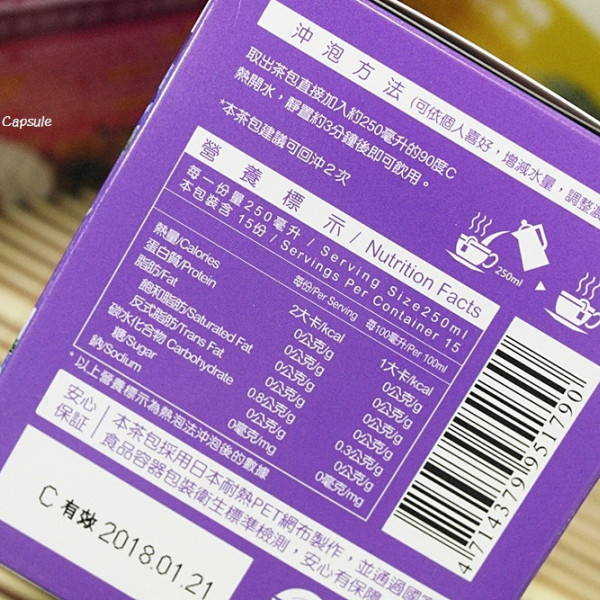 Capsule
沖泡方法(可依個人喜好,增減水量,調整濃
取出茶包直接加入約250毫升的90度C
熱開水,靜置約3分鐘後即可飲用。
*本茶包建議可回沖2次
250ml
營養標示/Nutrition Facts
每一份量250毫升/Serving Size250ml
本包裝含 15份/Servings Per Container 15
每份/Per Serving 每100毫升/Per 100ml
熱量/Calories 2大卡/kcal 1大卡/kcal
蛋白質/Protein 0公克/g 0公克/g
脂肪/Fat 0公克/g 0公克/g
飽和脂肪/Saturated Fat 0公克/g 0公克/g
反式脂肪/Trans Fat 0公克/g 0公克/g
碳水化合物 Carbohydrate 0.8公克/g 0.3公克/g
糖/Sugar 0公克/g 0公克/g
鈉/Sodium 0毫克/mg 0毫克/mg
*以上營養標示為熱泡法沖泡後的數據
安心保証
本茶包採用日本耐熱PET網布製作,並通過國家
食品容器包裝衛生標準檢測,安心有保障
C 有效 2018.01.21
4714379951790